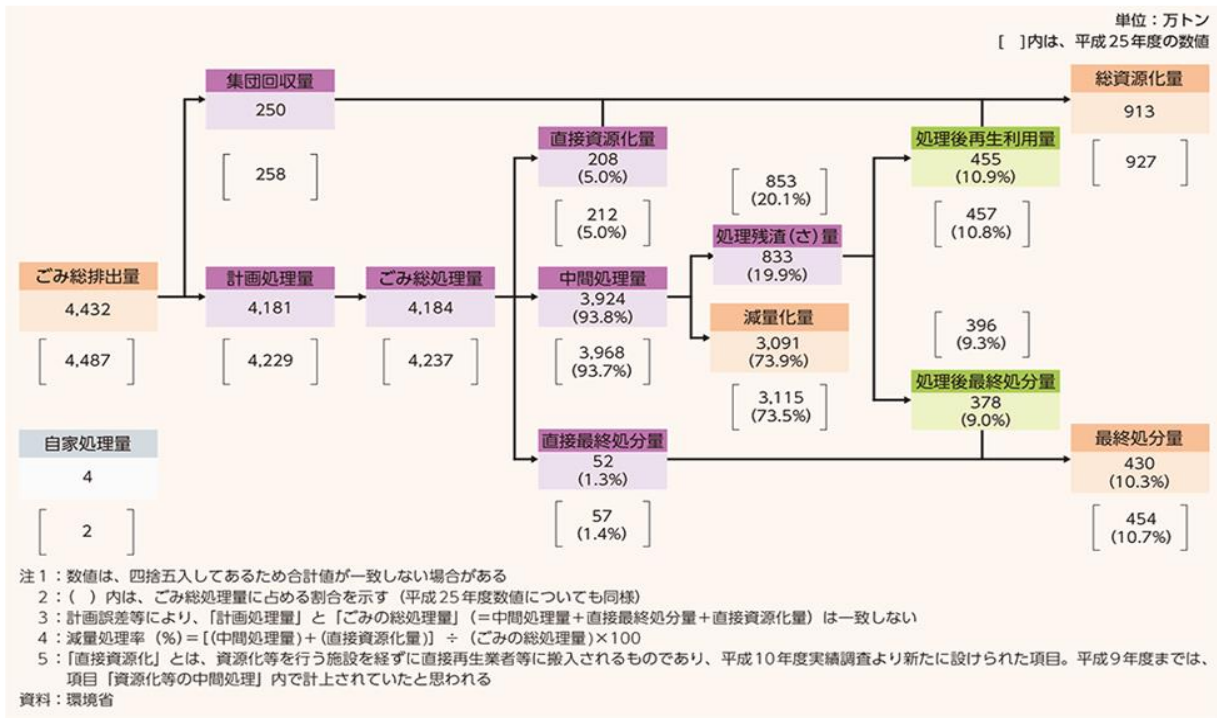 単位：万トン
[　]内は、平成25年度の数値
集団回収量
250
258
総資源化量
913
927
直接資源化量
208
(5.0%)
212
(5.0%)
処理後再生利用量
455
(10.9%)
457
(10.8%)
853
(20.1%)
処理残渣(さ)量
833
(19.9%)
ごみ総排出量
4,432
4,487
計画処理量
4,181
4,229
ごみ総処理量
4,184
4,237
中間処理量
3,924
(93.8%)
3,968
(93.7%)
減量化量
3,091
(73.9%)
3,115
(73.5%)
396
(9.3%)
処理後最終処分量
378
(9.0%)
自家処理量
4
2
直接最終処分量
52
(1.3%)
57
(1.4%)
最終処分量
430
(10.3%)
454
(10.7%)
注1：数値は、四捨五入してあるため合計値が一致しない場合がある
2：(　)内は、ごみ総処理量に占める割合を示す（平成25年度数値についても同様）
3：計画誤差等により、「計画処理量」と「ごみの総処理量」（=中間処理量+直接最終処分量+直接資源化量）は一致しない
4：減量処理率（%）=[(中間処理量)+(直接資源化量)]÷（ごみの総処理量)×100
5：「直接資源化」とは、資源化等を行う施設を経ずに直接再生業者等に搬入されるものであり、平成10年度実績調査より新たに設けられた項目。平成9年度までは、
項目「資源化等の中間処理」内で計上されていたと思われる
資料：環境省